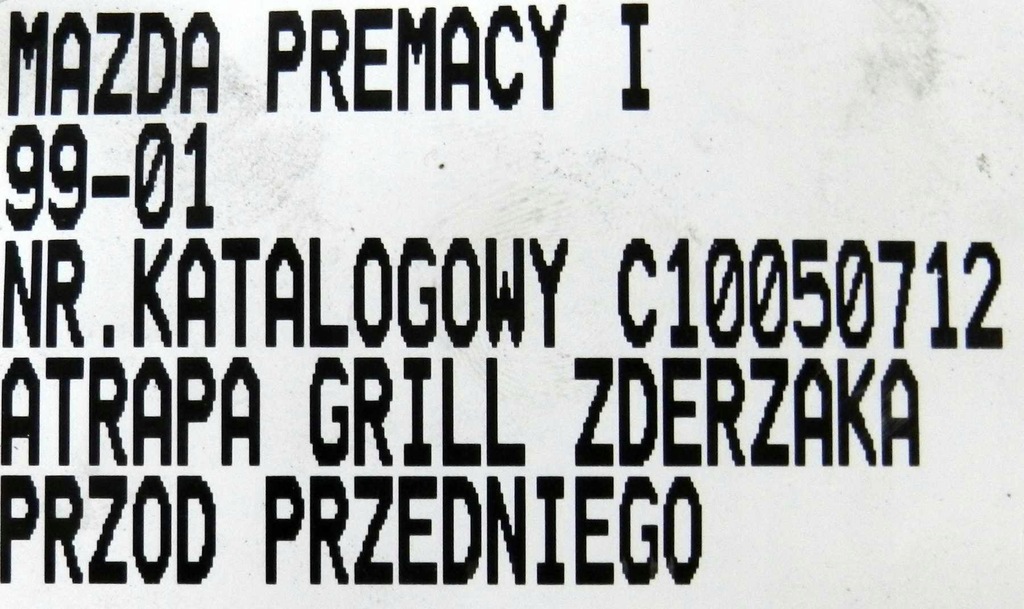 MAZDA PREMACY I
99-01
NR.KATALOGOWY C10050712
ATRAPA GRILL ZDERZAKA
PRZOD PRZEDNIEGO